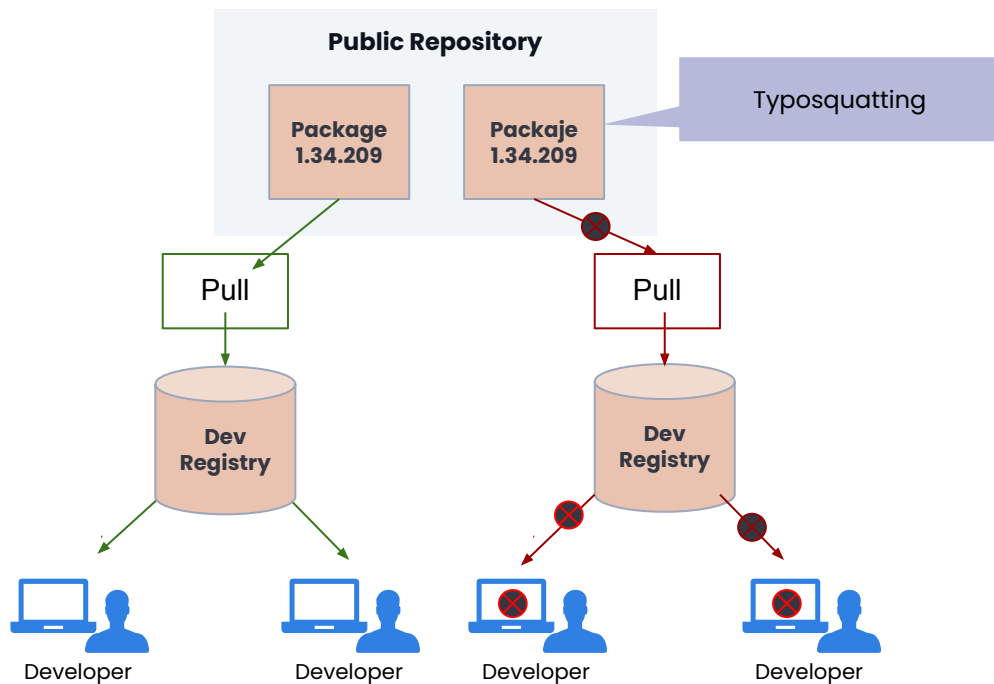 Public Repository
Typosquatting
Package
1.34.209
Packaje
1.34.209
Pull
Pull
Dev
Registry
Dev
Registry
Developer
Developer
Developer
Developer